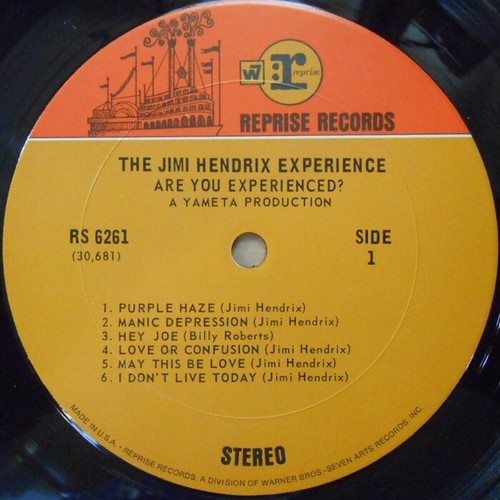 W7 r reprise
REPRISE RECORDS
THE JIMI HENDRIX EXPERIENCE
ARE YOU EXPERIENCED?
A YAMETA PRODUCTION
RS 6261
(30,681)
SIDE
1
1. PURPLE HAZE (Jimi Hendrix)
2. MANIC DEPRESSION (Jimi Hendrix)
3. HEY JOE (Billy Roberts)
4. LOVE OR CONFUSION (Jimi Hendrix)
5. MAY THIS BE LOVE (Jimi Hendrix)
6. I DON'T LIVE TODAY (Jimi Hendrix)
STEREO
MADE IN U.S.A. - REPRISE RECORDS, A DIVISION OF WARNER BROS.-SEVEN ARTS RECORDS, INC.